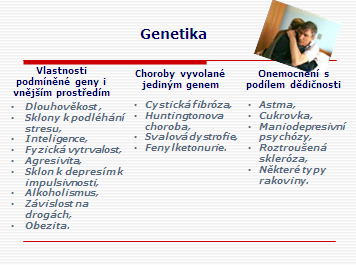 Genetika
Vlastnosti
podmíněné geny i
vnějším prostředím
• Dlouhověkost,
• Sklony k podléhání
stresu,
• Inteligence,
• Fyzická vytrvalost,
• Agresivita,
• Sklon k depresím k
impulsivnosti,
• Alkoholismus,
• Závislost na
drogách,
• Obezita.
Choroby vyvolané
jediným genem
• Cystická fibróza,
• Huntingtonova
choroba,
• Svalová dystrofie,
• Fenylketonurie.
Onemocnění s
podílem dědičnosti
• Astma,
• Cukrovka,
• Maniodepresivní
psychózy,
• Roztroušená
skleróza,
• Některé typy
rakoviny.